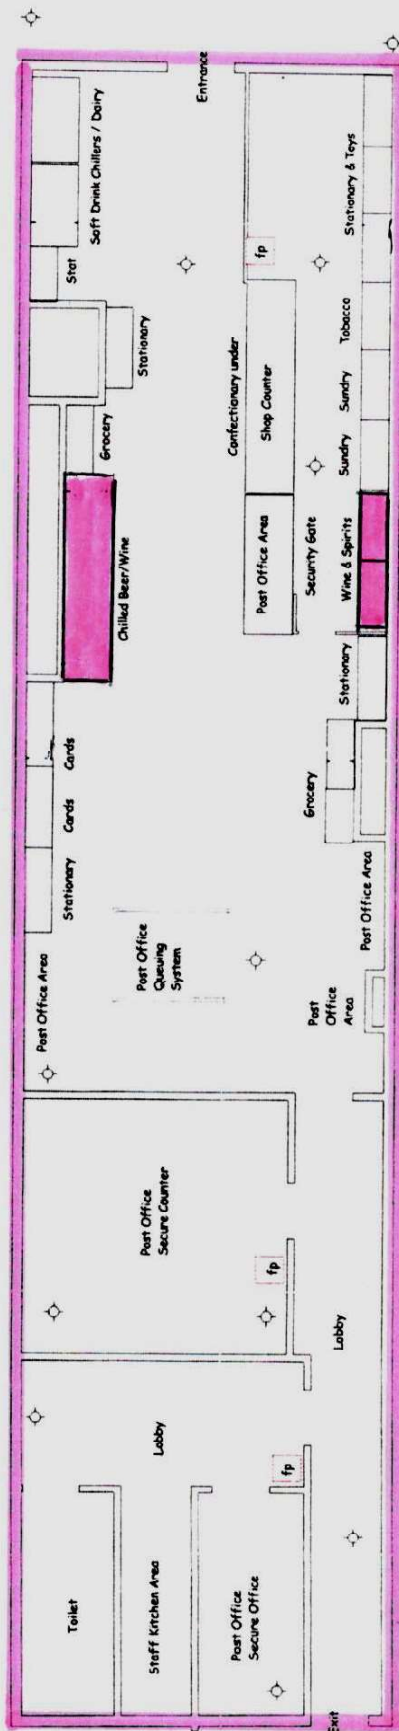 Entrance
Soft Drink Chillers / Dairy
Stat
Stationary
Grocery
Chilled Beer/Wine
Cards
Cards
Stationary
Post Office Area
fp
Confectionary under
Shop Counter
Post Office Area
Security Gate
Stationary & Toys
Tobacco
Sundry
Sundry
Wine & Spirits
Stationary
Grocery
Post Office Area
Post
Office
Area
Post Office
Queuing
System
Post Office
Secure Counter
fp
Lobby
Lobby
fp
Toilet
Staff Kitchen Area
Post Office
Secure Office
Exit